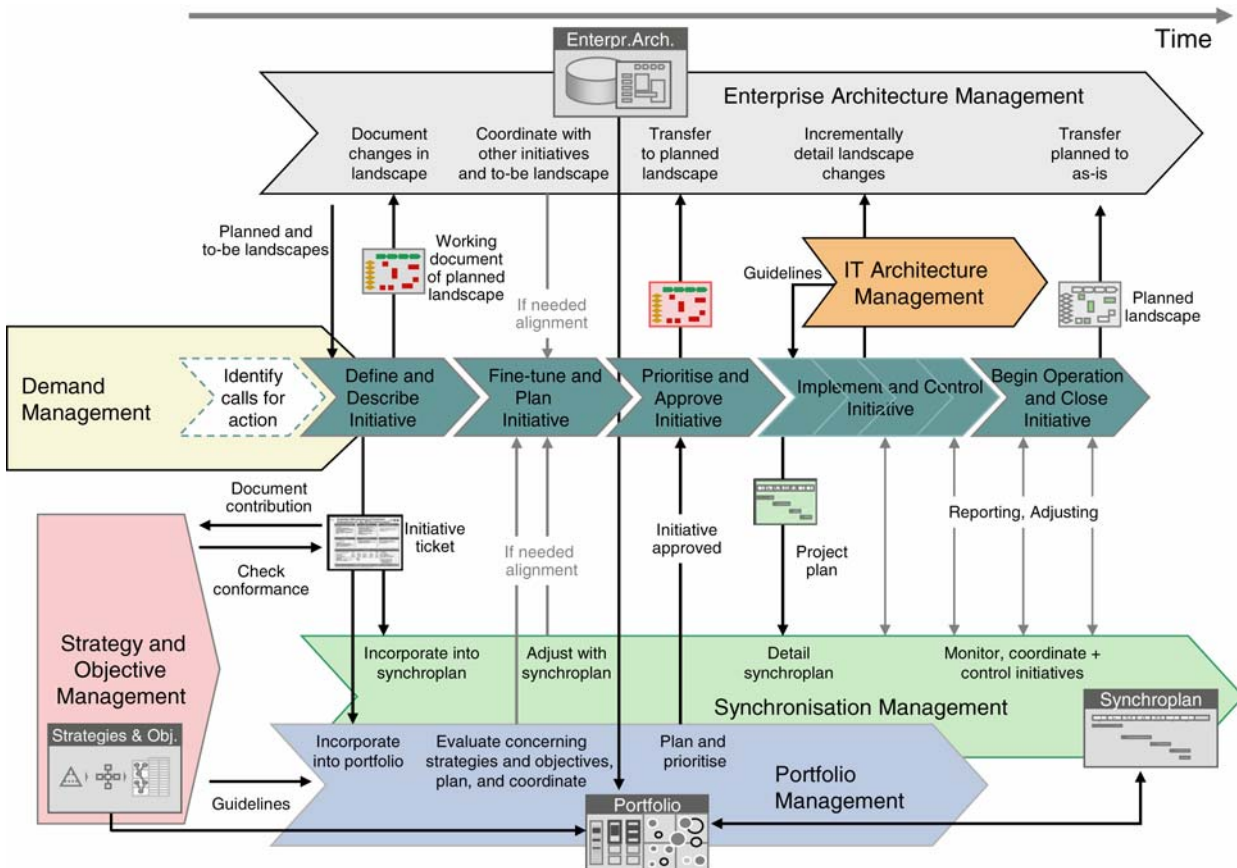 Time
Enterpr.Arch.
Enterprise Architecture Management
Document
changes in
landscape
Coordinate with
other initiatives
and to-be landscape
Transfer
to planned
landscape
Incrementally
detail landscape
changes
Transfer
planned to
as-is
Planned and
to-be landscapes
Working
document
of planned
landscape
If needed
alignment
Guidelines
IT Architecture
Management
Planned
landscape
Demand
Management
Identify
calls for
action
Define and
Describe
Initiative
Fine-tune and
Plan
Initiative
Prioritise and
Approve
Initiative
Implement and Control
Initiative
Begin Operation
and Close
Initiative
Document
contribution
Initiative
ticket
Check
conformance
If needed
alignment
Initiative
approved
Project
plan
Reporting, Adjusting
Strategy and
Objective
Management
Incorporate into
synchroplan
Adjust with
synchroplan
Detail
synchroplan
Monitor, coordinate +
control initiatives
Synchronisation Management
Synchroplan
Strategies & Obj.
Guidelines
Incorporate
into portfolio
Evaluate concerning
strategies and objectives,
plan, and coordinate
Plan and
prioritise
Portfolio
Management
Portfolio